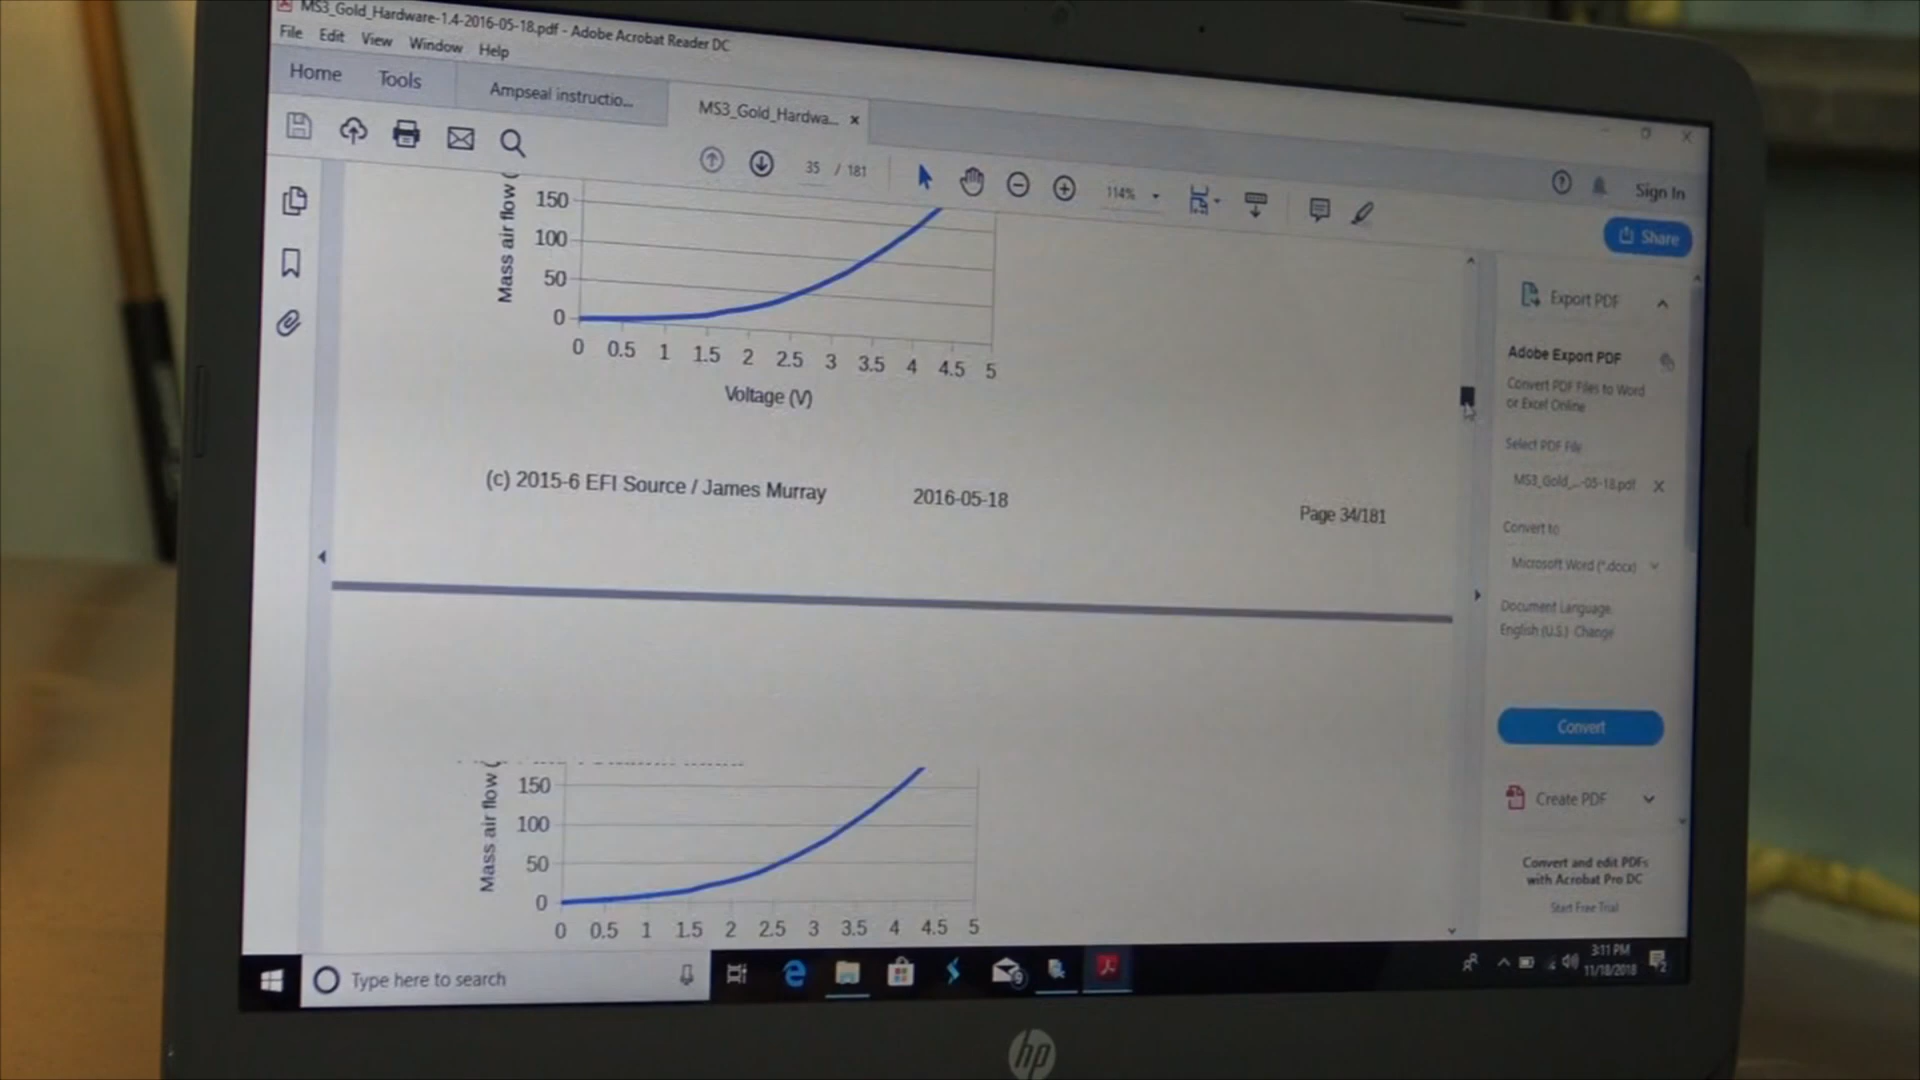 MS3_Gold_Hardware-1.4-2016-05-18.pdf - Adobe Acrobat Reader DC
File Edit View Window Help
Home Tools Ampseal instructio... MS3_Gold_Hardwa... ×
35 / 181 114% Sign In
Share
Mass air flow (
150
100
50
0
0 0.5 1 1.5 2 2.5 3 3.5 4 4.5 5
Voltage (V)
(c) 2015-6 EFI Source / James Murray 2016-05-18 Page 34/181
Mass air flow (
150
100
50
0
0 0.5 1 1.5 2 2.5 3 3.5 4 4.5 5
Export PDF
Adobe Export PDF
Convert PDF Files to Word
or Excel Online
Select PDF File
MS3_Gold_...-05-18.pdf X
Convert to
Microsoft Word (*.docx)
Document Language:
English (U.S.) Change
Convert
Create PDF
Convert and edit PDFs
with Acrobat Pro DC
Start Free Trial
Type here to search
9
3:11 PM
11/18/2018
2
hp